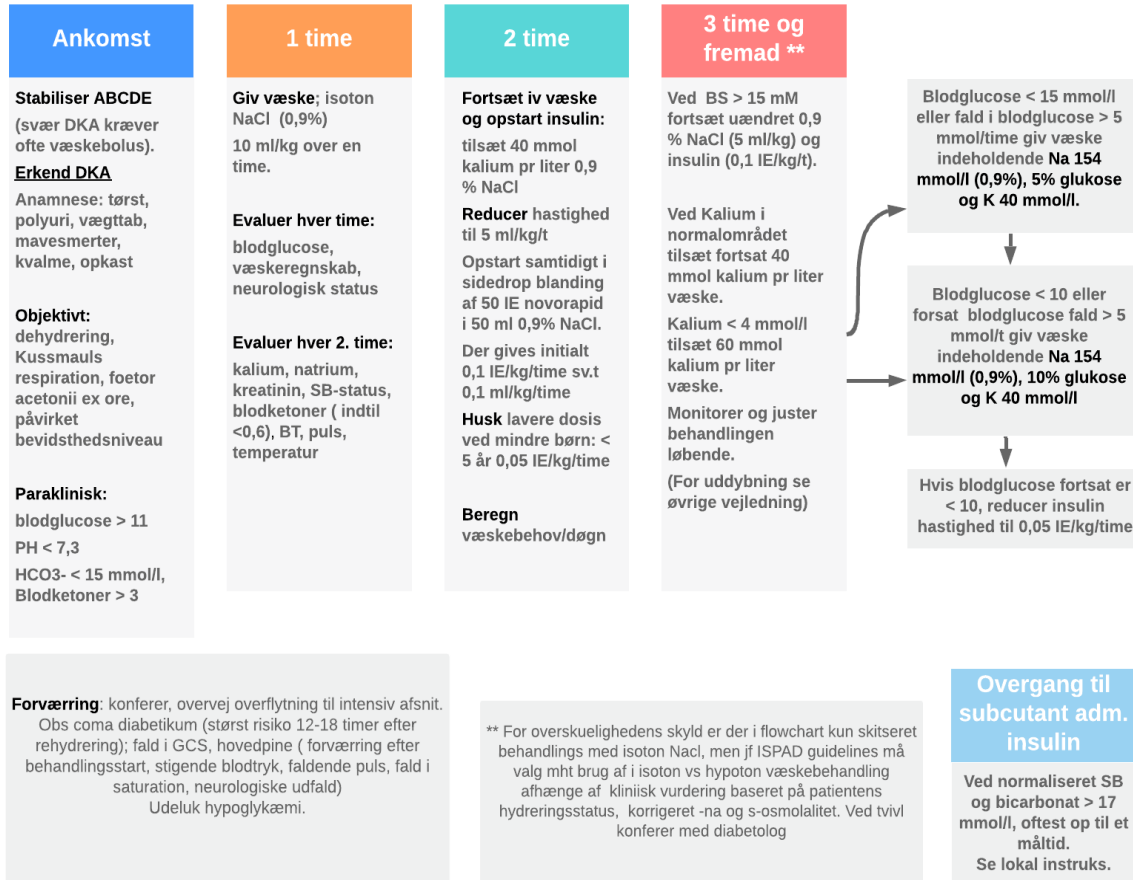 Ankomst
Stabiliser ABCDE
(svær DKA kræver
ofte væskebolus).
Erkend DKA
Anamnese: tørst,
polyuri, vægttab,
mavesmerter,
kvalme, opkast
Objektivt:
dehydrering,
Kussmauls
respiration, foetor
acetonii ex ore,
påvirket
bevidsthedsniveau
Paraklinisk:
blodglucose > 11
PH < 7,3
HCO3- < 15 mmol/l,
Blodketoner > 3
1 time
Giv væske; isoton
NaCl (0,9%)
10 ml/kg over en
time.
Evaluer hver time:
blodglucose,
væskeregnskab,
neurologisk status
Evaluer hver 2. time:
kalium, natrium,
kreatinin, SB-status,
blodketoner ( indtil
<0,6), BT, puls,
temperatur
2 time
Fortsæt iv væske
og opstart insulin:
tilsæt 40 mmol
kalium pr liter 0,9
% NaCl
Reducer hastighed
til 5 ml/kg/t
Opstart samtidigt i
sidedrop blanding
af 50 IE novorapid
i 50 ml 0,9% NaCl.
Der gives initialt
0,1 IE/kg/time sv.t
0,1 ml/kg/time
Husk lavere dosis
ved mindre børn: <
5 år 0,05 IE/kg/time
Beregn
væskebehov/døgn
3 time og
fremad **
Ved BS > 15 mM
fortsæt uændret 0,9
% NaCl (5 ml/kg) og
insulin (0,1 IE/kg/t).
Ved Kalium i
normalområdet
tilsæt fortsat 40
mmol kalium pr liter
væske.
Kalium < 4 mmol/l
tilsæt 60 mmol
kalium pr liter
væske.
Monitorer og juster
behandlingen
løbende.
(For uddybning se
øvrige vejledning)
Blodglucose < 15 mmol/l
eller fald i blodglucose > 5
mmol/time giv væske
indeholdende Na 154
mmol/l (0,9%), 5% glukose
og K 40 mmol/l.
Blodglucose < 10 eller
forsat blodglucose fald > 5
mmol/t giv væske
indeholdende Na 154
mmol/l (0,9%), 10% glukose
og K 40 mmol/l
Hvis blodglucose fortsat er
< 10, reducer insulin
hastighed til 0,05 IE/kg/time
Forværring: konferer, overvej overflytning til intensiv afsnit.
Obs coma diabetikum (størst risiko 12-18 timer efter
rehydrering); fald i GCS, hovedpine ( forværring efter
behandlingsstart, stigende blodtryk, faldende puls, fald i
saturation, neurologiske udfald)
Udeluk hypoglykæmi.
** For overskuelighedens skyld er der i flowchart kun skitseret
behandlings med isoton Nacl, men jf ISPAD guidelines må
valg mht brug af i isoton vs hypoton væskebehandling
afhænge af kliniisk vurdering baseret på patientens
hydreringsstatus, korrigeret -na og s-osmolalitet. Ved tvivl
konferer med diabetolog
Overgang til
subcutant adm.
insulin
Ved normaliseret SB
og bicarbonat > 17
mmol/l, oftest op til et
måltid.
Se lokal instruks.